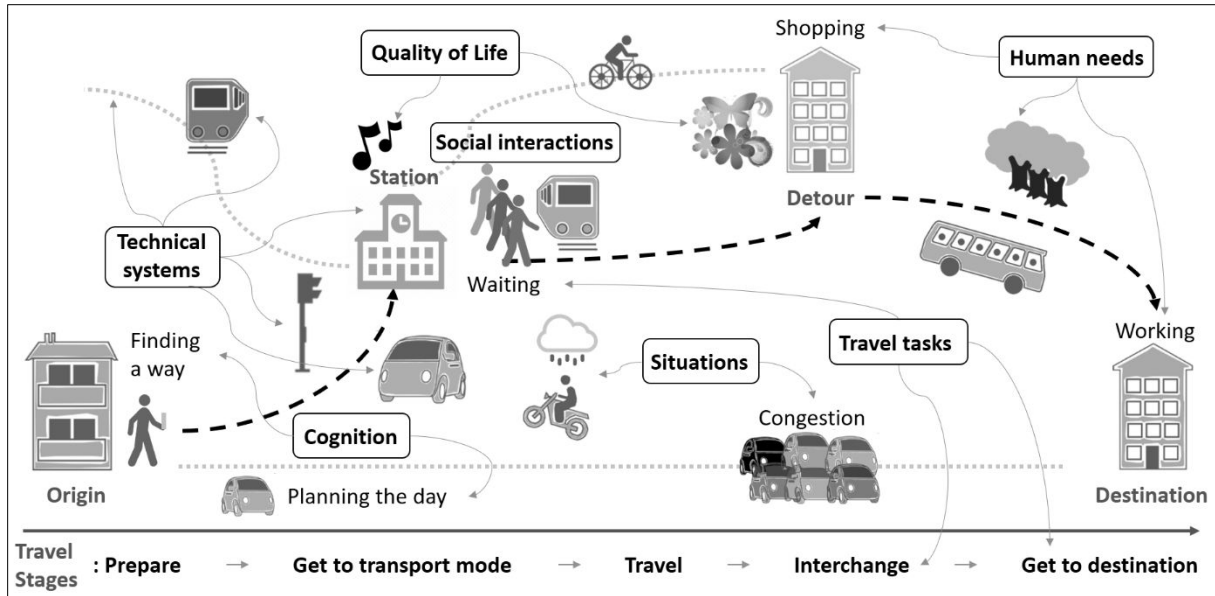 Shopping
Quality of Life
Human needs
Social interactions
Station
Detour
Technical
systems
Waiting
Finding
a way
Working
Travel tasks
Situations
Congestion
Cognition
Origin
Planning the day
Destination
Travel
Stages
: Prepare → Get to transport mode → Travel → Interchange → Get to destination